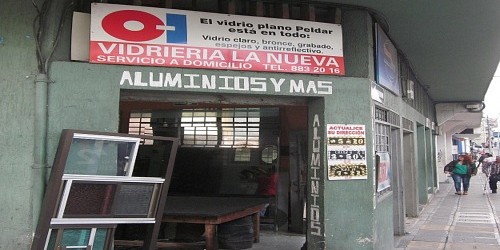 El vidrio plano Peldar
está en todo:
Vidrio claro, bronce, grabado,
espejos y antirreflectivo.
VIDRIERIA LA NUEVA
SERVICIO A DOMICILIO TEL. 883 20 16
ALUMINIOS Y MAS
ALUMINIOS
ACTUALICE
SU DIRECCIÓN